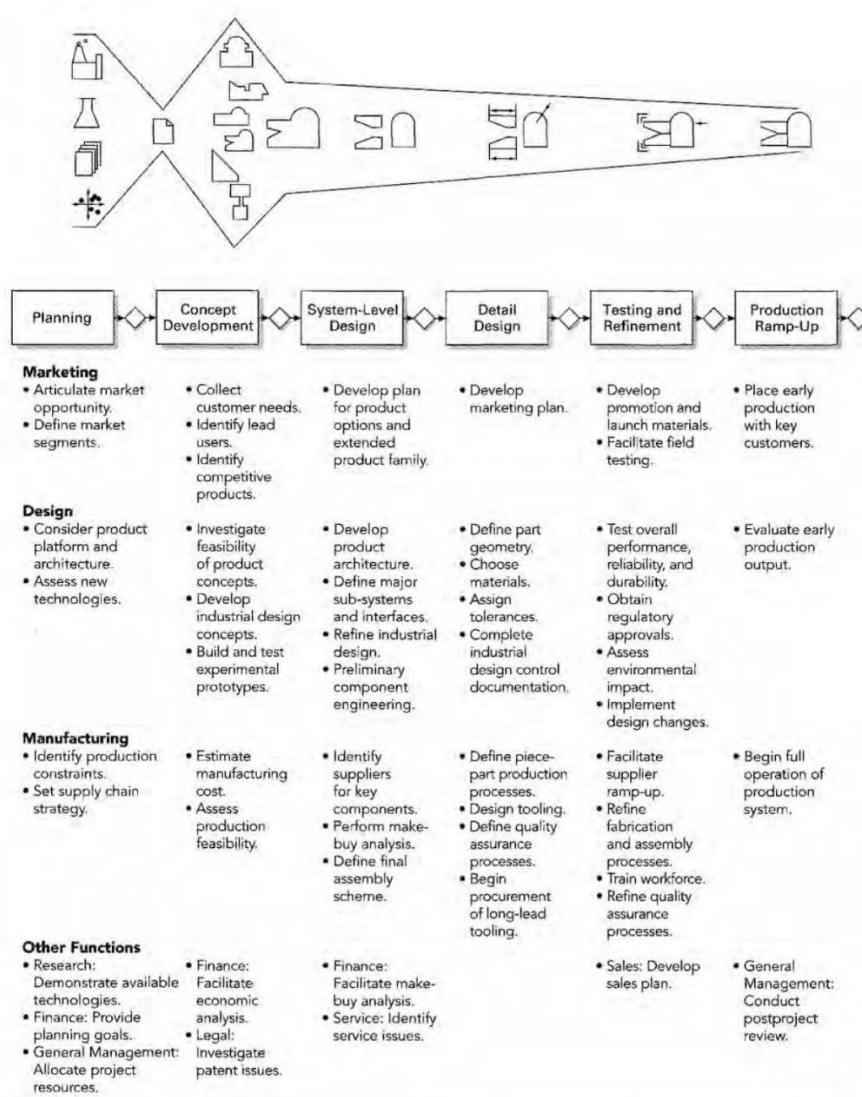 Planning
Concept
Development
System-Level
Design
Detail
Design
Testing and
Refinement
Production
Ramp-Up
Marketing
• Articulate market
opportunity.
• Define market
segments.
• Collect
customer needs.
• Identify lead
users.
• Identify
competitive
products.
• Develop plan
for product
options and
extended
product family.
• Develop
marketing plan.
• Develop
promotion and
launch materials.
• Facilitate field
testing.
• Place early
production
with key
customers.
Design
• Consider product
platform and
architecture.
• Assess new
technologies.
• Investigate
feasibility
of product
concepts.
• Develop
industrial design
concepts.
• Build and test
experimental
prototypes.
• Develop
product
architecture.
• Define major
sub-systems
and interfaces.
• Refine industrial
design.
• Preliminary
component
engineering.
• Define part
geometry.
• Choose
materials.
• Assign
tolerances.
• Complete
industrial
design control
documentation.
• Test overall
performance,
reliability, and
durability.
• Obtain
regulatory
approvals.
• Assess
environmental
impact.
• Implement
design changes.
• Evaluate early
production
output.
Manufacturing
• Identify production
constraints.
• Set supply chain
strategy.
• Estimate
manufacturing
cost.
• Assess
production
feasibility.
• Identify
suppliers
for key
components.
• Perform make-
buy analysis.
• Define final
assembly
scheme.
• Define piece-
part production
processes.
• Design tooling.
• Define quality
assurance
processes.
• Begin
procurement
of long-lead
tooling.
• Facilitate
supplier
ramp-up.
• Refine
fabrication
and assembly
processes.
• Train workforce.
• Refine quality
assurance
processes.
• Begin full
operation of
production
system.
Other Functions
• Research:
Demonstrate available
technologies.
• Finance: Provide
planning goals.
• General Management:
Allocate project
resources.
• Finance:
Facilitate
economic
analysis.
• Legal:
Investigate
patent issues.
• Finance:
Facilitate make-
buy analysis.
• Service: Identify
service issues.
• Sales: Develop
sales plan.
• General
Management:
Conduct
postproject
review.